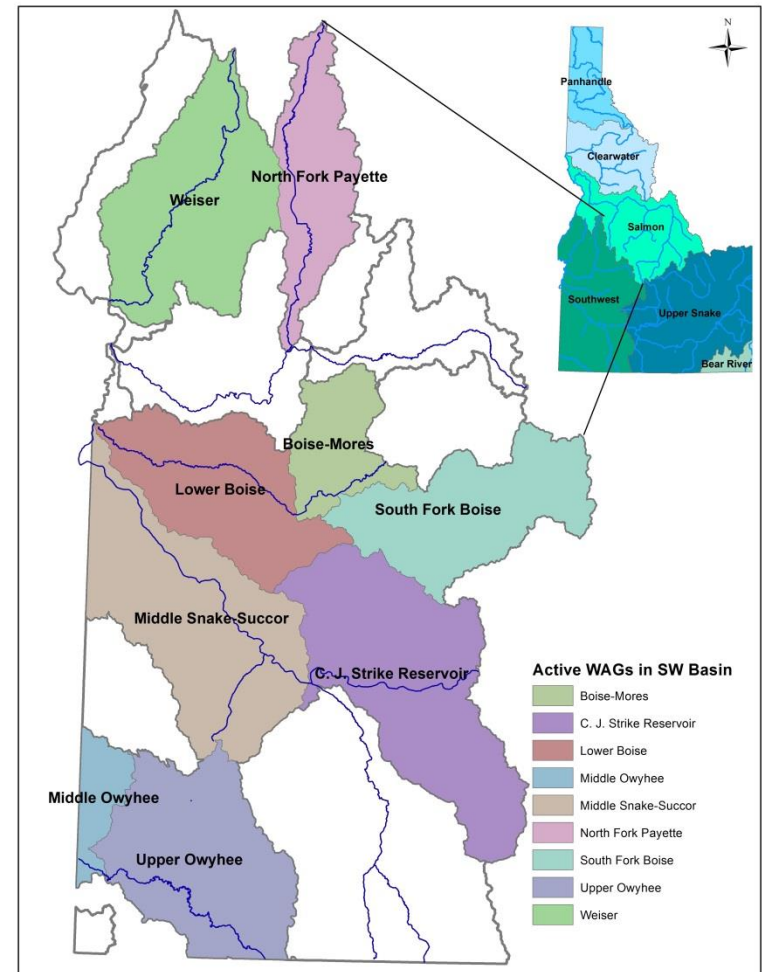 N
Panhandle
Clearwater
Salmon
Southwest
Upper Snake
Bear River
North Fork Payette
Weiser
Boise-Mores
Lower Boise
South Fork Boise
Middle Snake-Succor
C. J. Strike Reservoir
Middle Owyhee
Upper Owyhee
Active WAGs in SW Basin
Boise-Mores
C. J. Strike Reservoir
Lower Boise
Middle Owyhee
Middle Snake-Succor
North Fork Payette
South Fork Boise
Upper Owyhee
Weiser